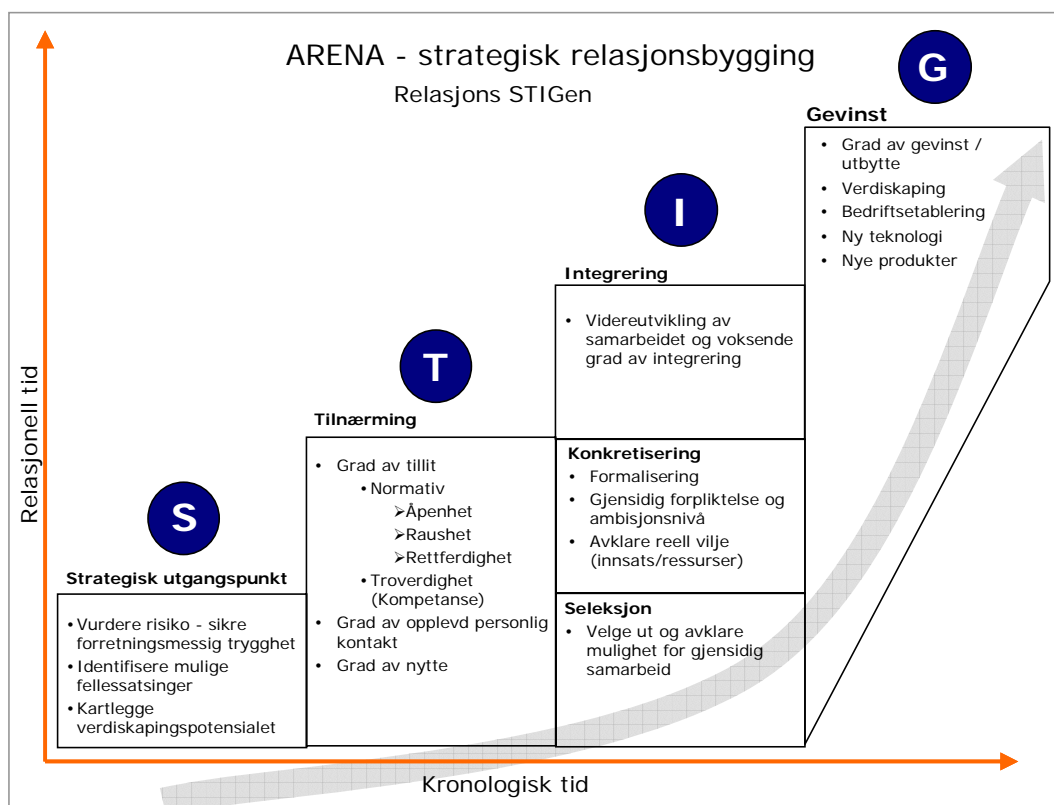 ARENA - strategisk relasjonsbygging
Relasjons STIGen
Relasjonell tid
S
Strategisk utgangspunkt
• Vurdere risiko - sikre
forretningsmessig trygghet
• Identifisere mulige
fellessatsinger
• Kartlegge
verdiskapingspotensialet
T
Tilnærming
• Grad av tillit
• Normativ
➢Åpenhet
➢Raushet
➢Rettferdighet
• Troverdighet
(Kompetanse)
• Grad av opplevd personlig
kontakt
• Grad av nytte
I
Integrering
• Videreutvikling av
samarbeidet og voksende
grad av integrering
Konkretisering
• Formalisering
• Gjensidig forpliktelse og
ambisjonsnivå
• Avklare reell vilje
(innsats/ressurser)
Seleksjon
• Velge ut og avklare
mulighet for gjensidig
samarbeid
G
Gevinst
• Grad av gevinst /
utbytte
• Verdiskaping
• Bedriftsetablering
• Ny teknologi
• Nye produkter
Kronologisk tid